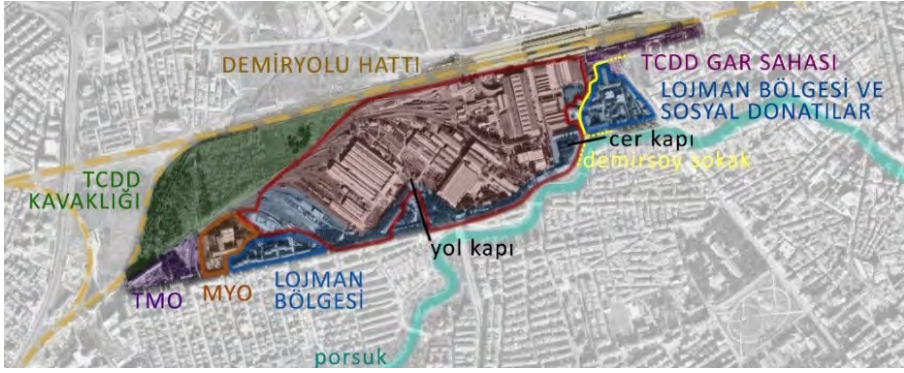 DEMİRYOLU HATTI
TCDD GAR SAHASI
LOJMAN BÖLGESİ VE
SOSYAL DONATILAR
cer kapı
demirsoy sokak
TCDD
KAVAKLIĞI
yol kapı
TMO
MYO
LOJMAN
BÖLGESİ
porsuk